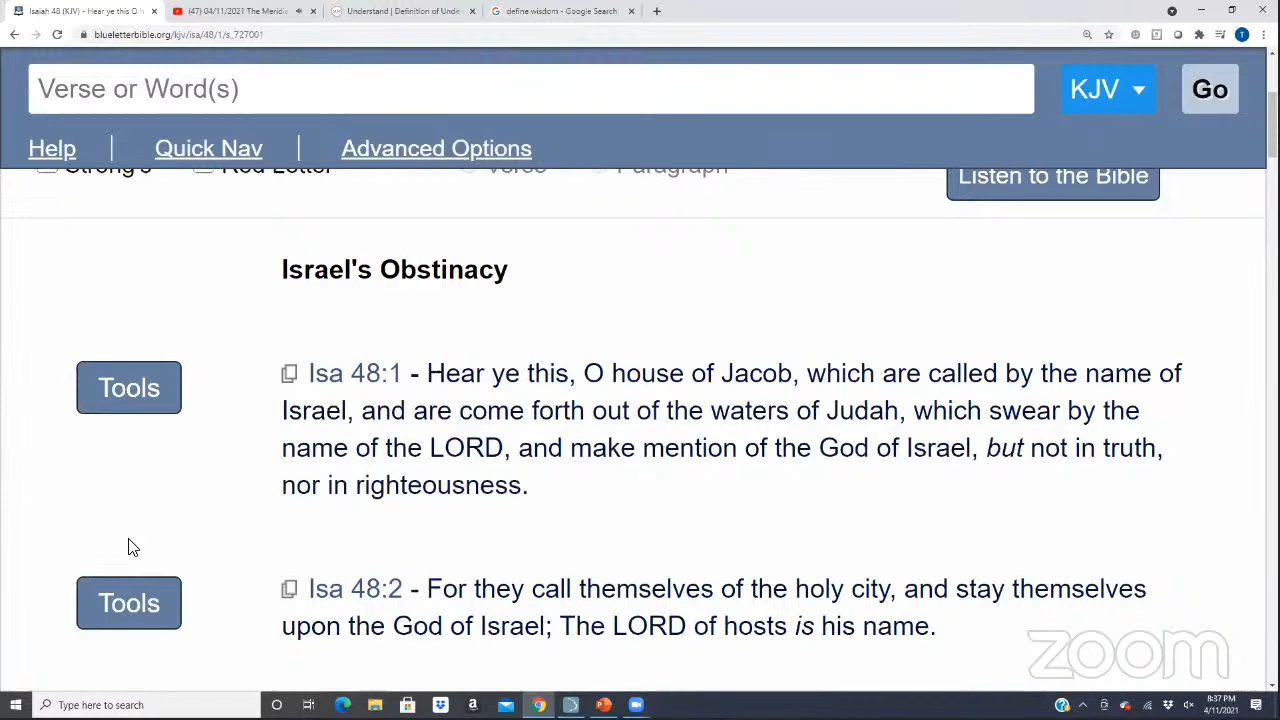 Isaiah 48 (KJV) - Hear ye this O h
(47) 04/11/2021 The Meridi
Understand | Definition of Unde
define wisdom - Google Search
blueletterbible.org/kjv/isa/48/1/s_727001
T
Verse or Word(s)
KJV
Go
Help
Quick Nav
Advanced Options
Strong's
Red Letter
Verse
Paragraph
Listen to the Bible
Israel's Obstinacy
Tools
Isa 48:1 - Hear ye this, O house of Jacob, which are called by the name of
Israel, and are come forth out of the waters of Judah, which swear by the
name of the LORD, and make mention of the God of Israel, but not in truth,
nor in righteousness.
Tools
Isa 48:2 - For they call themselves of the holy city, and stay themselves
upon the God of Israel; The LORD of hosts is his name.
zoom
Type here to search
8:37 PM
4/11/2021